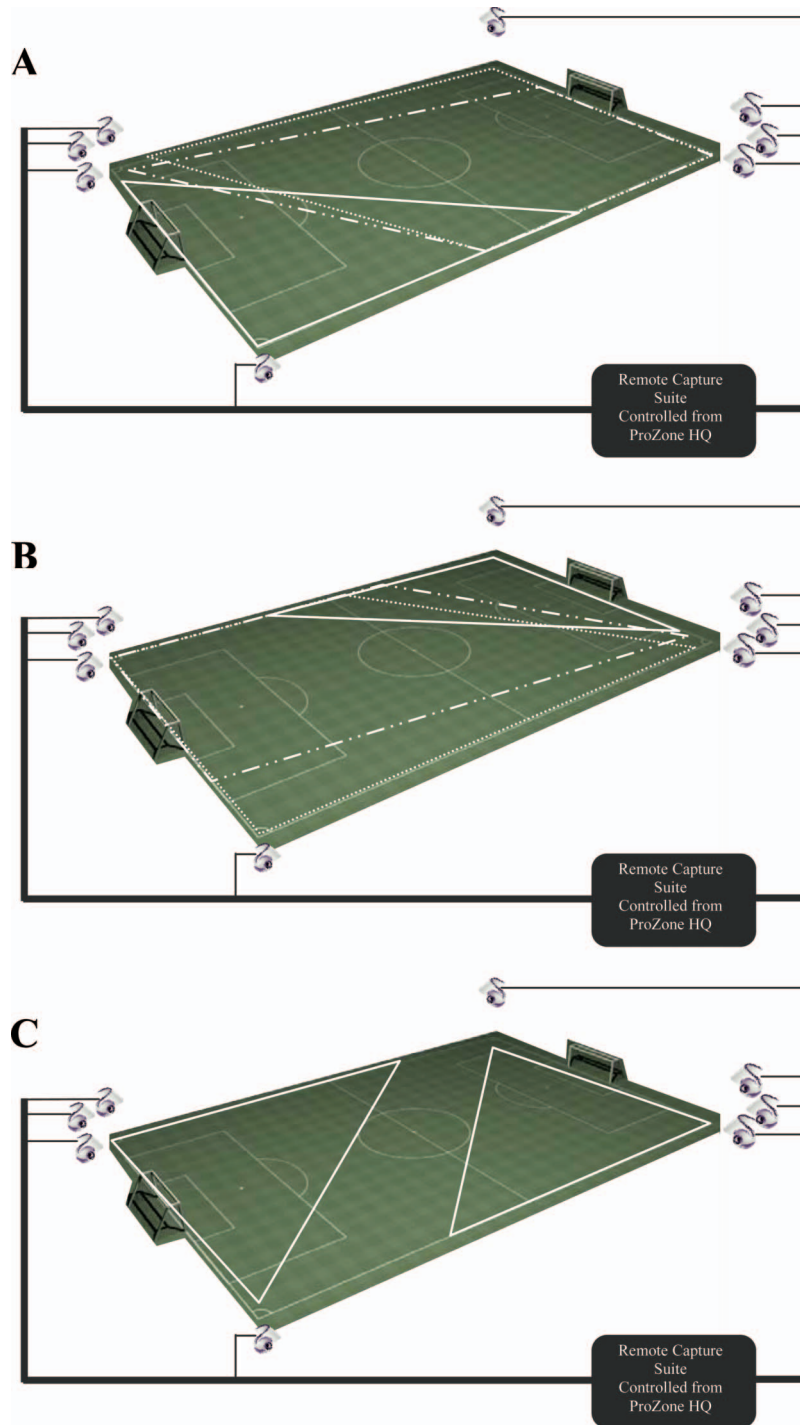 A
Remote Capture
Suite
Controlled from
ProZone HQ
B
Remote Capture
Suite
Controlled from
ProZone HQ
C
Remote Capture
Suite
Controlled from
ProZone HQ